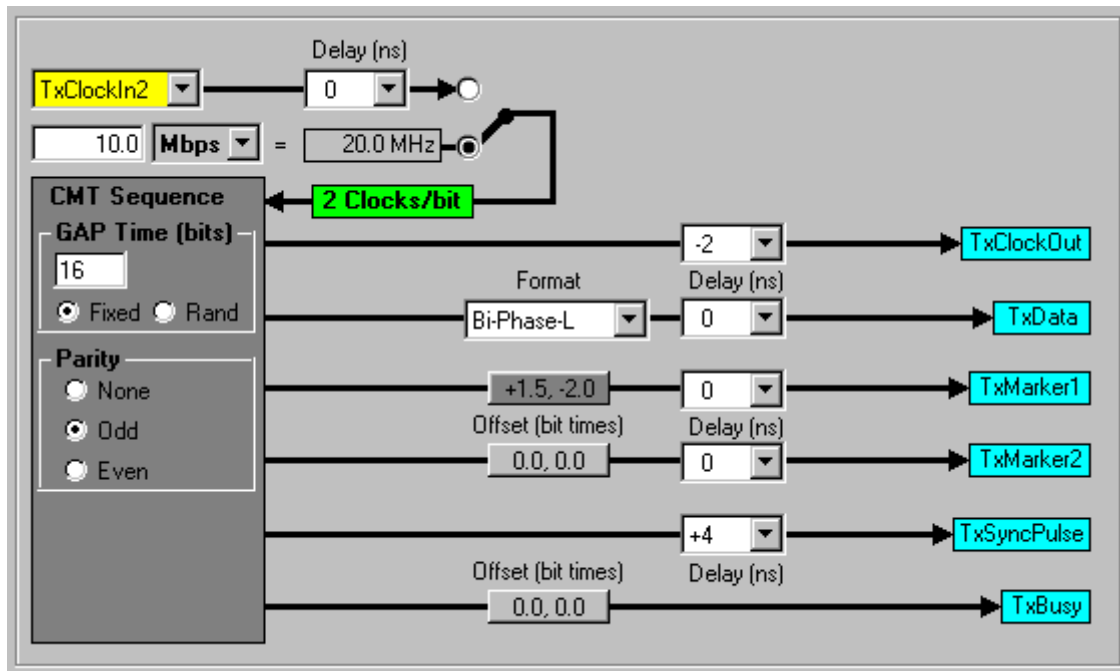 Delay (ns)
TxClockIn2 0
10.0 Mbps = 20.0 MHz
CMT Sequence 2 Clocks/bit
GAP Time (bits)
-2 TxClockOut
16
Format Delay (ns)
Fixed Rand
Bi-Phase-L 0 TxData
Parity
None +1.5, -2.0 0 TxMarker1
Offset (bit times) Delay (ns)
Odd
0.0, 0.0 0 TxMarker2
Even
+4 TxSyncPulse
Offset (bit times) Delay (ns)
0.0, 0.0 TxBusy